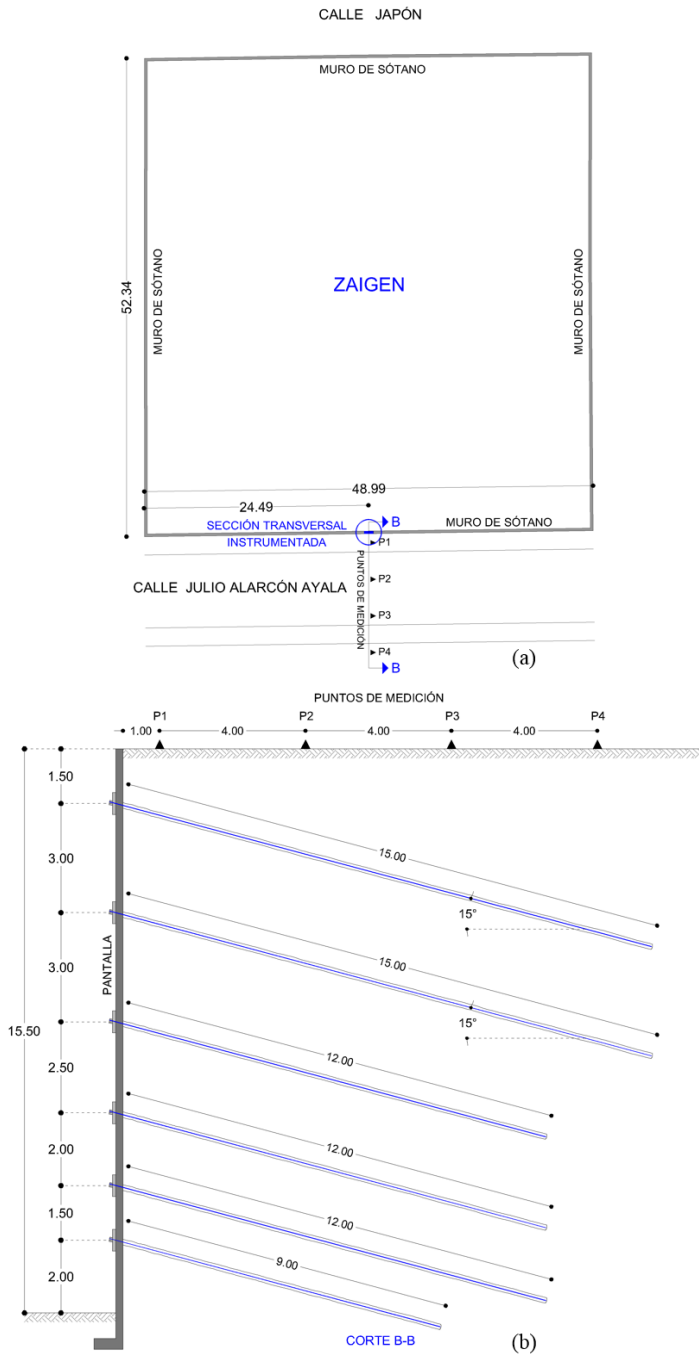 CALLE JAPÓN
MURO DE SÓTANO
MURO DE SÓTANO
ZAIGEN
MURO DE SÓTANO
52.34
48.99
24.49
SECCIÓN TRANSVERSAL
INSTRUMENTADA
B
MURO DE SÓTANO
P1
CALLE JULIO ALARCÓN AYALA
PUNTOS DE MEDICIÓN
P2
P3
P4
B
(a)
PUNTOS DE MEDICIÓN
P1 P2 P3 P4
1.00 4.00 4.00 4.00
1.50
15.00
3.00
15°
PANTALLA
3.00
15.00
15°
15.50
2.50
12.00
2.00
12.00
1.50
12.00
2.00
9.00
CORTE B-B
(b)